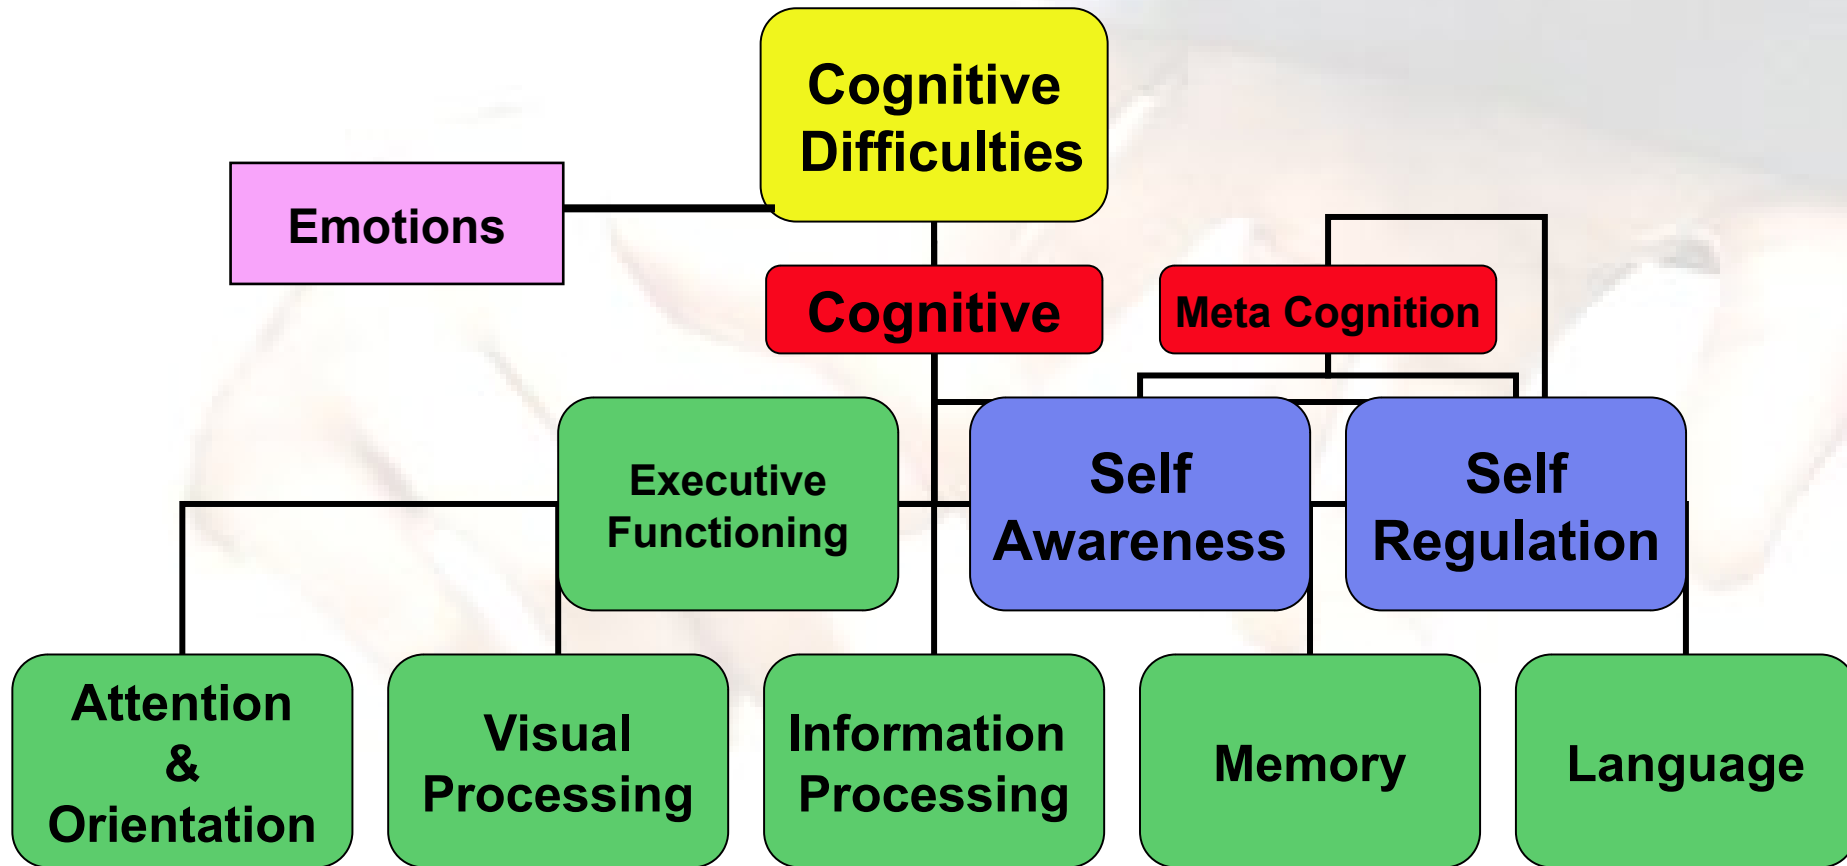 Cognitive
Difficulties
Emotions
Cognitive
Meta Cognition
Executive
Functioning
Self
Awareness
Self
Regulation
Attention
&
Orientation
Visual
Processing
Information
Processing
Memory
Language